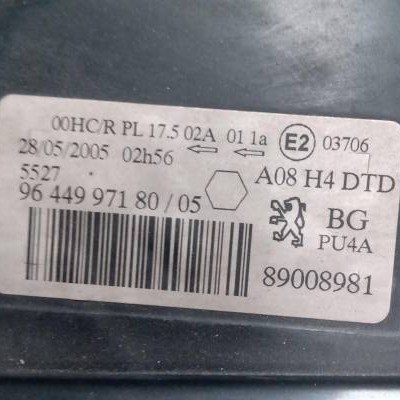 00HC/R PL 17.5 02A 01 1a E2 03706
28/05/2005 02h56
5527 A08 H4 DTD
96 449 971 80 / 05 BG
PU4A
89008981